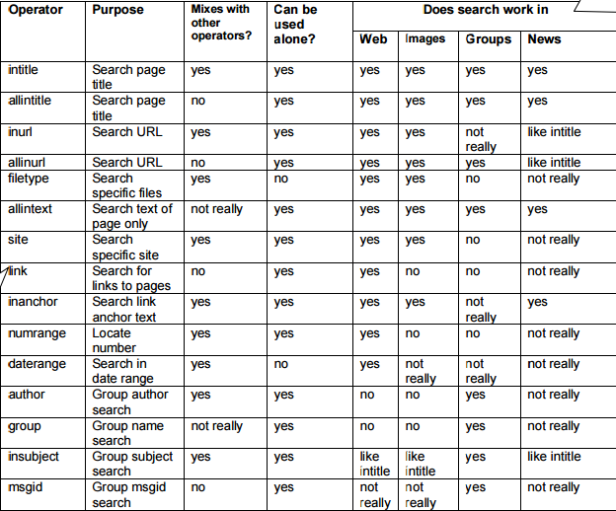 Operator Purpose Mixes with other operators? Can be used alone? Does search work in
Web Images Groups News
intitle Search page title yes yes yes yes yes yes
allintitle Search page title no yes yes yes yes yes
inurl Search URL yes yes yes yes not really like intitle
allinurl Search URL no yes yes yes yes like intitle
filetype Search specific files yes no yes yes no not really
allintext Search text of page only not really yes yes yes yes yes
site Search specific site yes yes yes yes no not really
link Search for links to pages no yes yes no no not really
inanchor Search link anchor text yes yes yes yes not really yes
numrange Locate number yes yes yes no no not really
daterange Search in date range yes no yes not really not really not really
author Group author search yes yes no no yes not really
group Group name search not really yes no no yes not really
insubject Group subject search yes yes like intitle like intitle yes like intitle
msgid Group msgid search no yes not really not really yes not really